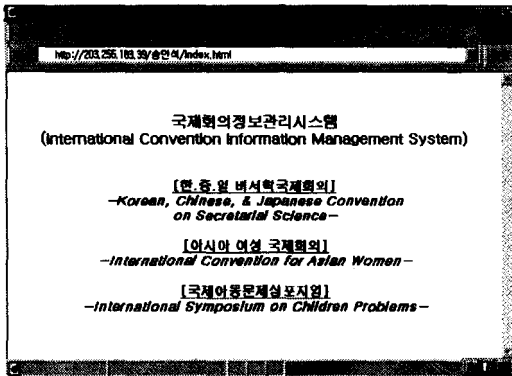 http://203.255.183.39/송인석/index.html
국제회의정보관리시스템
(International Convention Information Management System)
[한.중.일 비서학국제회의]
-Korean, Chinese, & Japanese Convention
on Secretarial Science-
[아시아 여성 국제회의]
-International Convention for Asian Women-
[국제아동문제심포지엄]
-International Symposium on Children Problems-